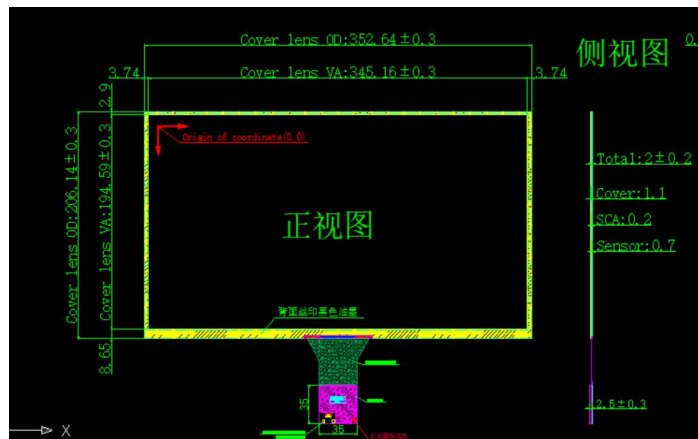 Cover lens OD:352.64±0.3
侧视图
0.
3.74
Cover lens VA:345.16±0.3
3.74
2.9
Origin of coordinate(0.0)
Cover lens OD:206.14±0.3
Cover lens VA:194.59±0.3
Total:2±0.2
Cover:1.1
SCA:0.2
Sensor:0.7
正视图
背面丝印黑色油墨
8.65
35
35
2.5±0.3
X